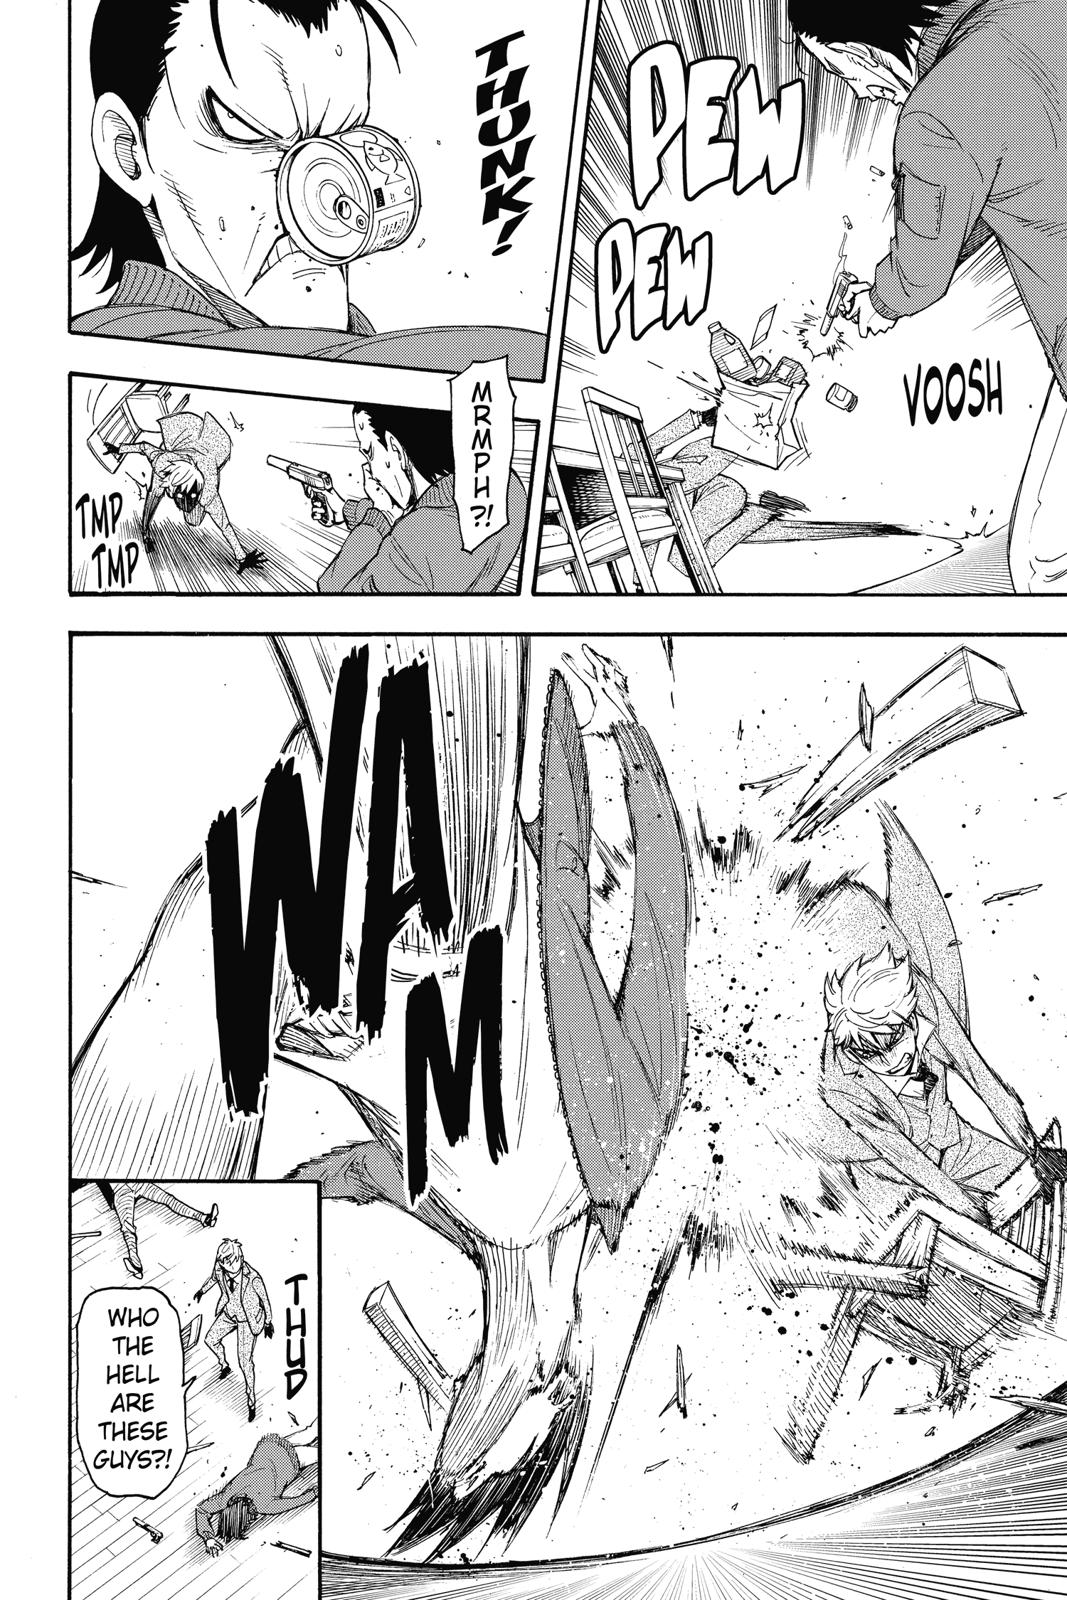 PEW
PEW
VOOSH
THUNK!
MRMPH?!
TMP
TMP
WAM
THUD
WHO
THE
HELL
ARE
THESE
GUYS?!